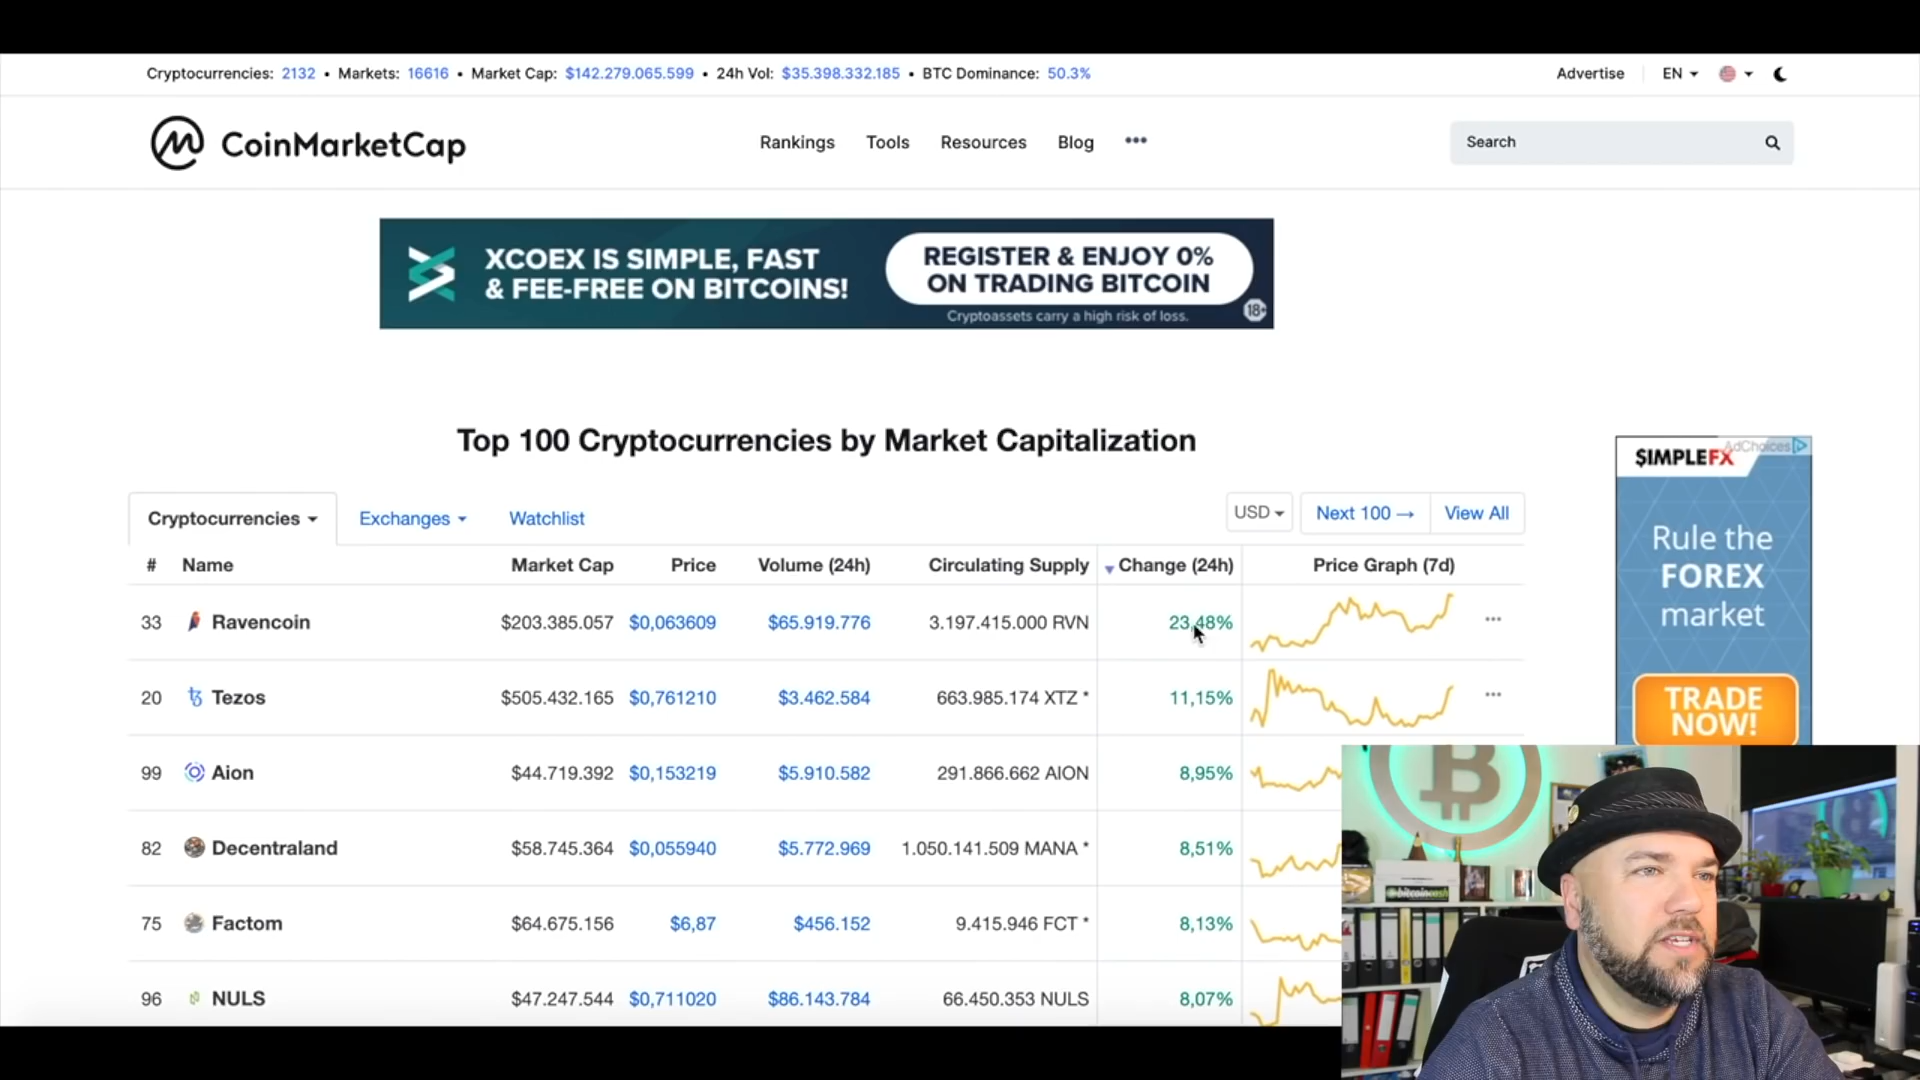 Cryptocurrencies: 2132 • Markets: 16616 • Market Cap: $142.279.065.599 • 24h Vol: $35.398.332.185 • BTC Dominance: 50.3%
Advertise EN
CoinMarketCap
Rankings Tools Resources Blog •••
Search
XCOEX IS SIMPLE, FAST
& FEE-FREE ON BITCOINS!
REGISTER & ENJOY 0%
ON TRADING BITCOIN
Cryptoassets carry a high risk of loss.
18+
Top 100 Cryptocurrencies by Market Capitalization
Cryptocurrencies Exchanges Watchlist USD Next 100 → View All
# Name Market Cap Price Volume (24h) Circulating Supply Change (24h) Price Graph (7d)
33 Ravencoin $203.385.057 $0,063609 $65.919.776 3.197.415.000 RVN 23,48%
20 Tezos $505.432.165 $0,761210 $3.462.584 663.985.174 XTZ * 11,15%
99 Aion $44.719.392 $0,153219 $5.910.582 291.866.662 AION 8,95%
82 Decentraland $58.745.364 $0,055940 $5.772.969 1.050.141.509 MANA * 8,51%
75 Factom $64.675.156 $6,87 $456.152 9.415.946 FCT * 8,13%
96 NULS $47.247.544 $0,711020 $86.143.784 66.450.353 NULS 8,07%
AdChoices
$IMPLEFX
Rule the
FOREX
market
TRADE
NOW!
bitcoincash